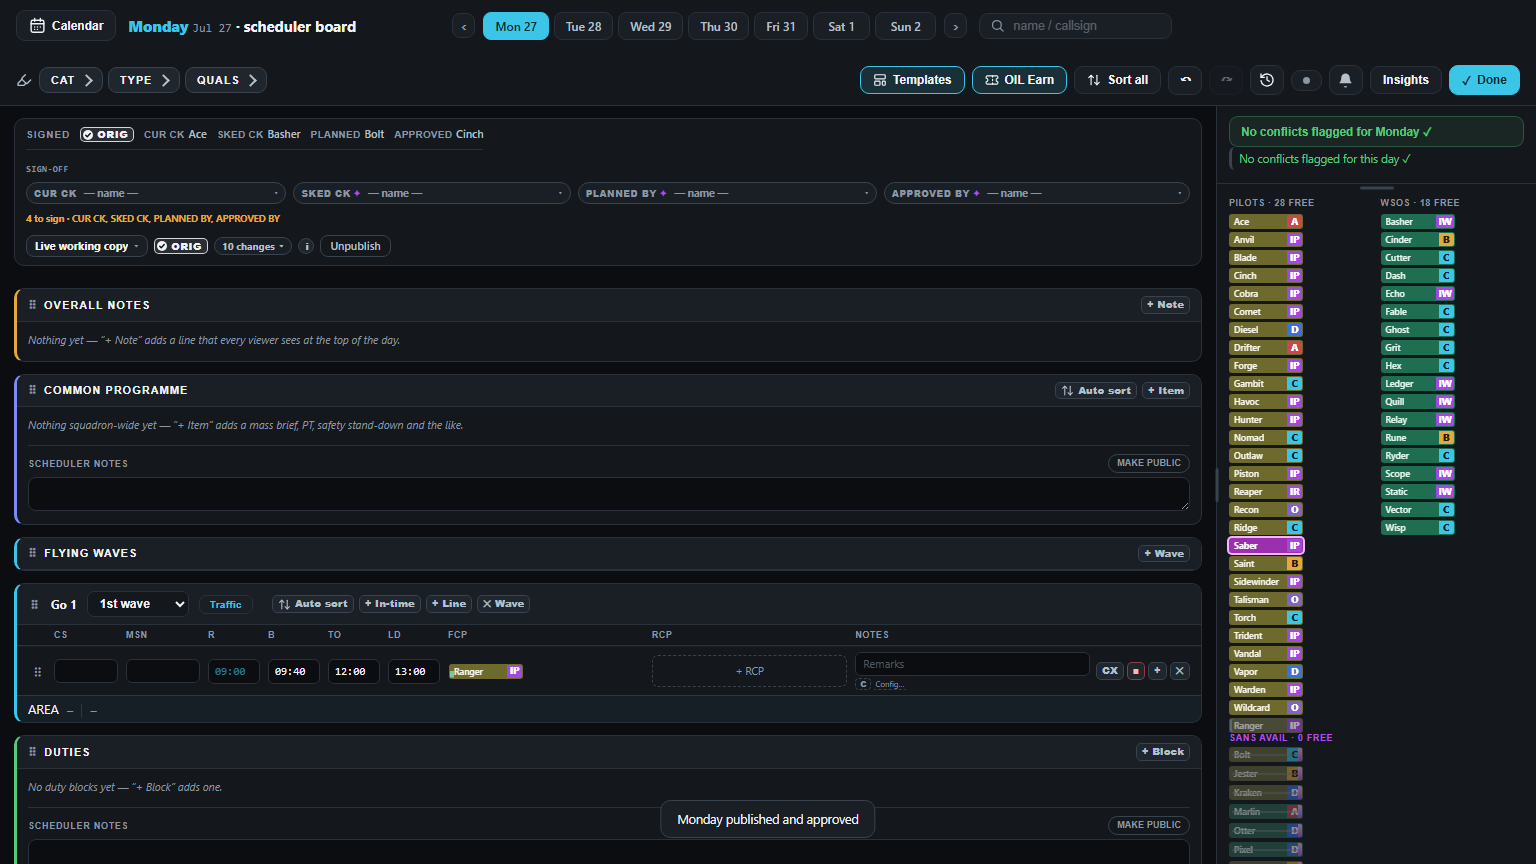 Calendar
Monday Jul 27 · scheduler board
‹ Mon 27 Tue 28 Wed 29 Thu 30 Fri 31 Sat 1 Sun 2 ›
name / callsign
CAT TYPE QUALS
Templates OIL Earn Sort all Insights ✓ Done
SIGNED ORIG CUR CK Ace SKED CK Basher PLANNED Bolt APPROVED Cinch
SIGN-OFF
CUR CK — name — SKED CK ✦ — name — PLANNED BY ✦ — name — APPROVED BY ✦ — name —
4 to sign · CUR CK, SKED CK, PLANNED BY, APPROVED BY
Live working copy ORIG 10 changes i Unpublish
OVERALL NOTES + Note
Nothing yet — “+ Note” adds a line that every viewer sees at the top of the day.
COMMON PROGRAMME Auto sort + Item
Nothing squadron-wide yet — “+ Item” adds a mass brief, PT, safety stand-down and the like.
SCHEDULER NOTES MAKE PUBLIC
FLYING WAVES + Wave
Go 1 1st wave Traffic Auto sort + In-time + Line ✕ Wave
CS MSN R B TO LD FCP RCP NOTES
09:00 09:40 12:00 13:00 Ranger IP + RCP Remarks CX + ✕
C Config...
AREA – | –
DUTIES + Block
No duty blocks yet — “+ Block” adds one.
SCHEDULER NOTES MAKE PUBLIC
Monday published and approved
No conflicts flagged for Monday ✓
No conflicts flagged for this day ✓
PILOTS · 28 FREE
Ace A
Anvil IP
Blade IP
Cinch IP
Cobra IP
Comet IP
Diesel D
Drifter A
Forge IP
Gambit C
Havoc IP
Hunter IP
Nomad C
Outlaw C
Piston IP
Reaper IR
Recon O
Ridge C
Saber IP
Saint B
Sidewinder IP
Talisman O
Torch C
Trident IP
Vandal IP
Vapor D
Warden IP
Wildcard O
Ranger IP
SANS AVAIL · 0 FREE
Bolt C
Jester B
Kraken D
Marlin A
Otter D
Pixel D
WSOS · 18 FREE
Basher IW
Cinder B
Cutter C
Dash C
Echo IW
Fable C
Ghost C
Grit C
Hex C
Ledger IW
Quill IW
Relay IW
Rune B
Ryder C
Scope IW
Static IW
Vector C
Wisp C